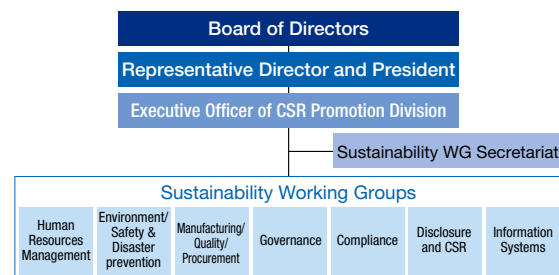 Board of Directors
Representative Director and President
Executive Officer of CSR Promotion Division
Sustainability WG Secretariat
Sustainability Working Groups
Human
Resources
Management
Environment/
Safety &
Disaster
prevention
Manufacturing/
Quality/
Procurement
Governance
Compliance
Disclosure
and CSR
Information
Systems